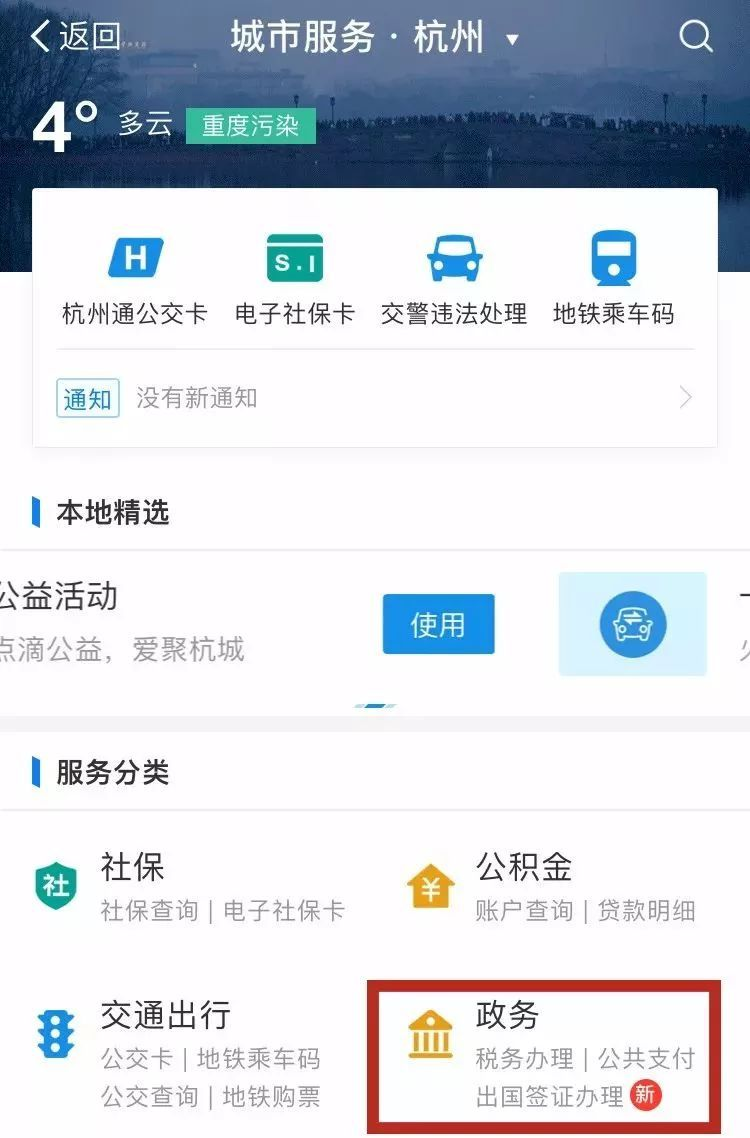 返回
城市服务·杭州
4° 多云 重度污染
H
S.I
杭州通公交卡 电子社保卡 交警违法处理 地铁乘车码
通知 没有新通知
本地精选
公益活动
使用
点滴公益，爱聚杭城
服务分类
社 社保
社保查询 | 电子社保卡
¥ 公积金
账户查询 | 贷款明细
交通出行
公交卡 | 地铁乘车码
公交查询 | 地铁购票
政务
税务办理 | 公共支付
出国签证办理 新